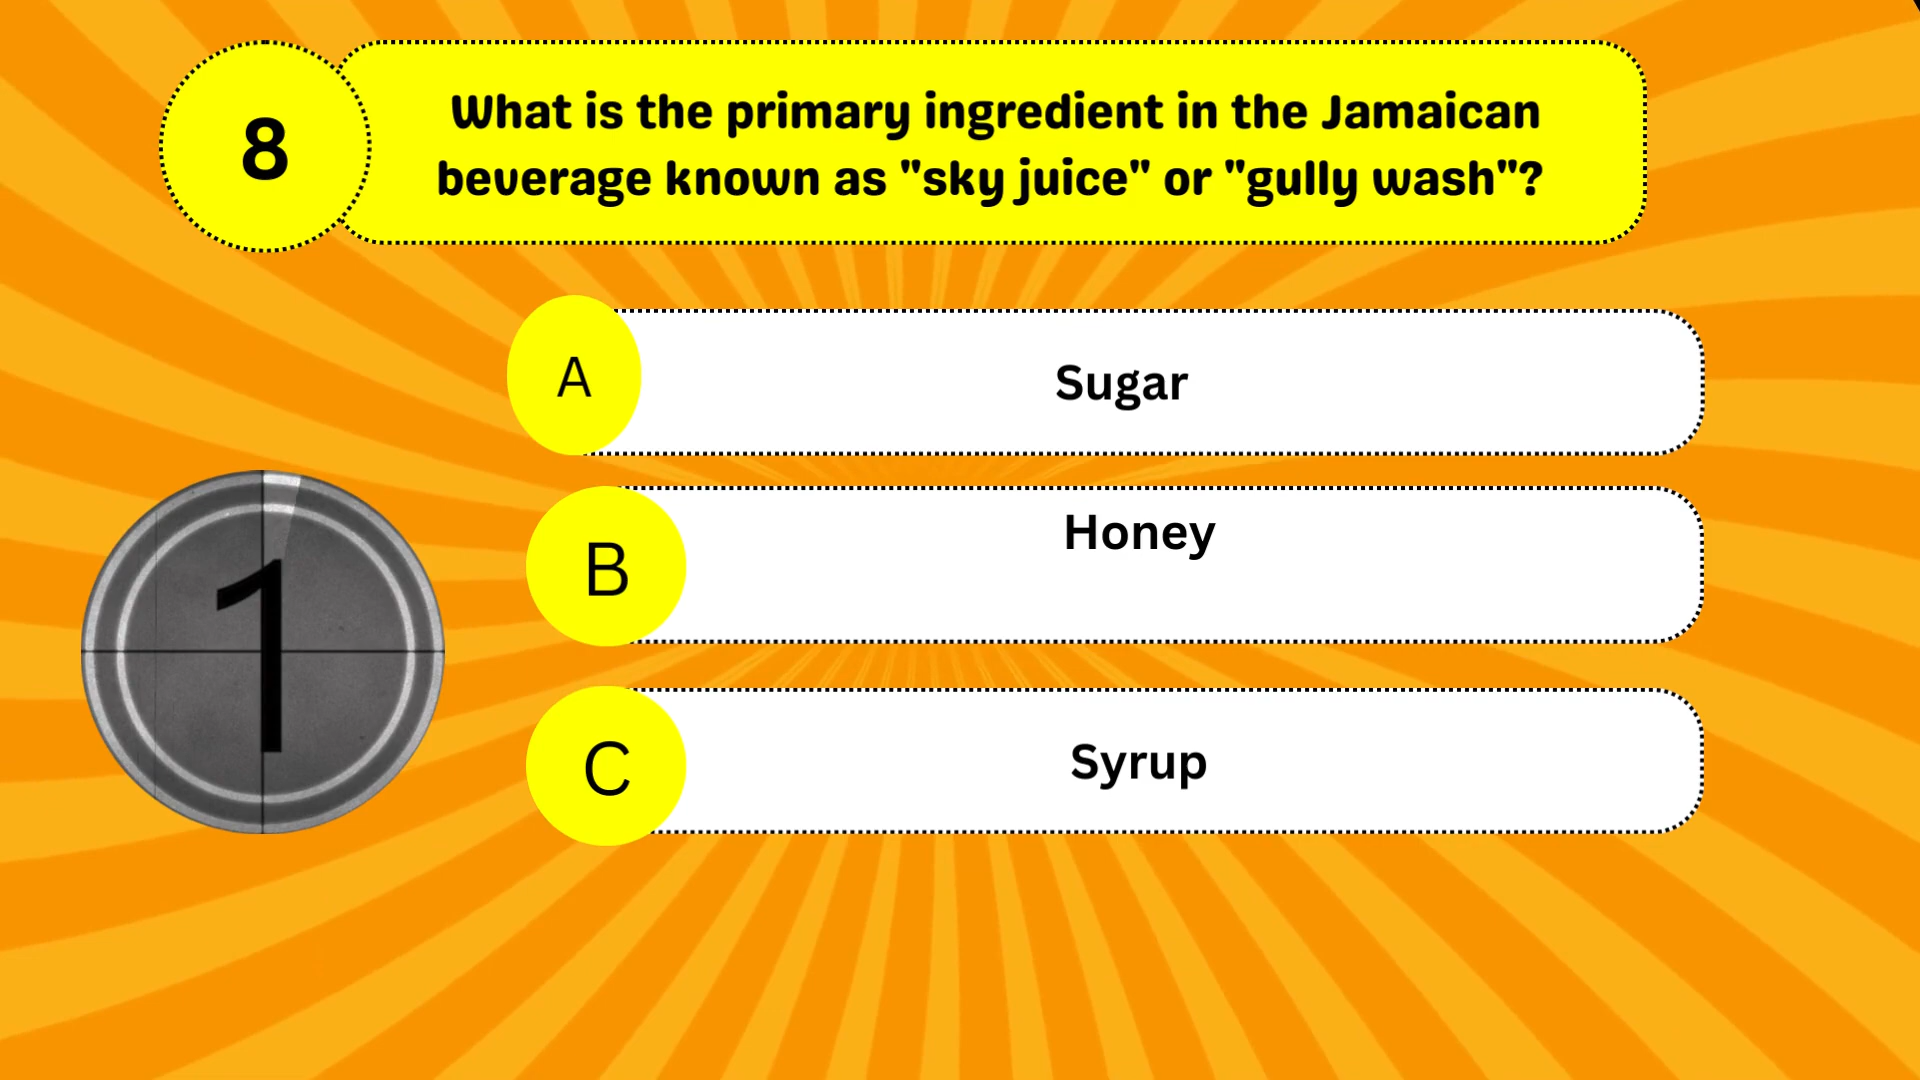 8
What is the primary ingredient in the Jamaican
beverage known as "sky juice" or "gully wash"?
A
Sugar
B
Honey
1
C
Syrup